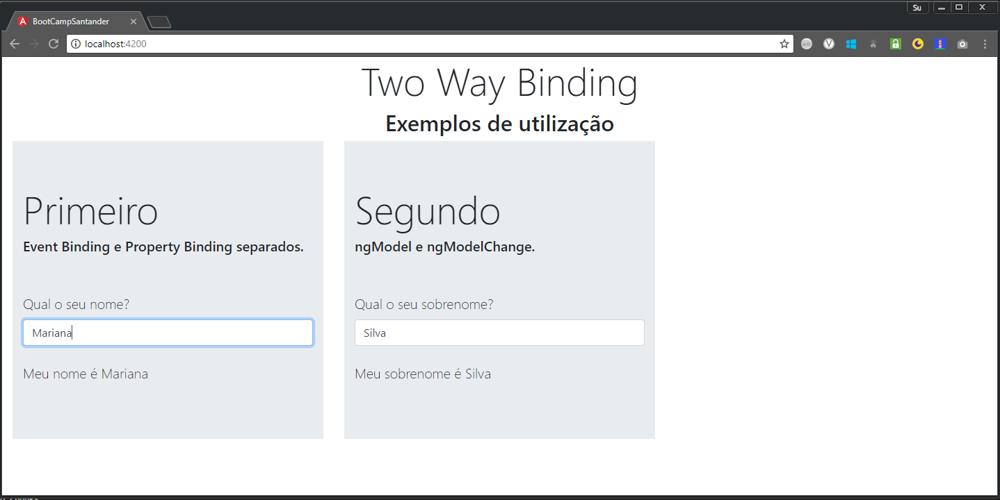 Su
BootCampSantander
localhost:4200
Two Way Binding
Exemplos de utilização
Primeiro
Event Binding e Property Binding separados.
Qual o seu nome?
Mariana
Meu nome é Mariana
Segundo
ngModel e ngModelChange.
Qual o seu sobrenome?
Silva
Meu sobrenome é Silva